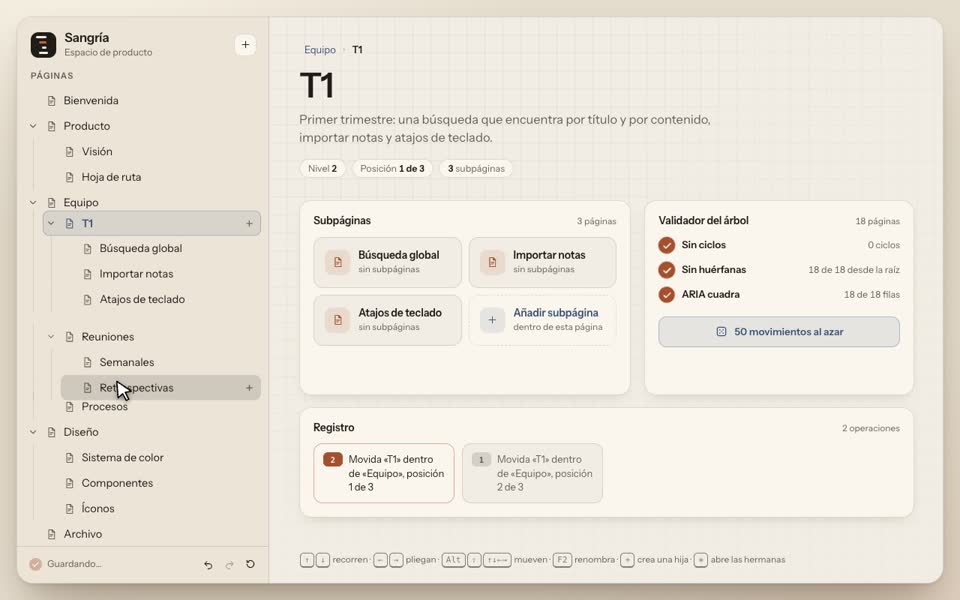 Sangría
Espacio de producto
PÁGINAS
Bienvenida
Producto
Visión
Hoja de ruta
Equipo
T1
Búsqueda global
Importar notas
Atajos de teclado
Reuniones
Semanales
Procesos
Diseño
Sistema de color
Componentes
Íconos
Archivo
Guardando...
Equipo › T1
T1
Primer trimestre: una búsqueda que encuentra por título y por contenido,
importar notas y atajos de teclado.
Nivel 2
Posición 1 de 3
3 subpáginas
Subpáginas
3 páginas
Búsqueda global
sin subpáginas
Importar notas
sin subpáginas
Atajos de teclado
sin subpáginas
Añadir subpágina
dentro de esta página
Validador del árbol
18 páginas
Sin ciclos
0 ciclos
Sin huérfanas
18 de 18 desde la raíz
ARIA cuadra
18 de 18 filas
50 movimientos al azar
Registro
2 operaciones
2
Movida «T1» dentro
de «Equipo», posición
1 de 3
1
Movida «T1» dentro
de «Equipo», posición
2 de 3
↑ ↓ recorren · ← → pliegan · Alt ⇧ ↑↓←→ mueven · F2 renombra · + crea una hija · * abre las hermanas